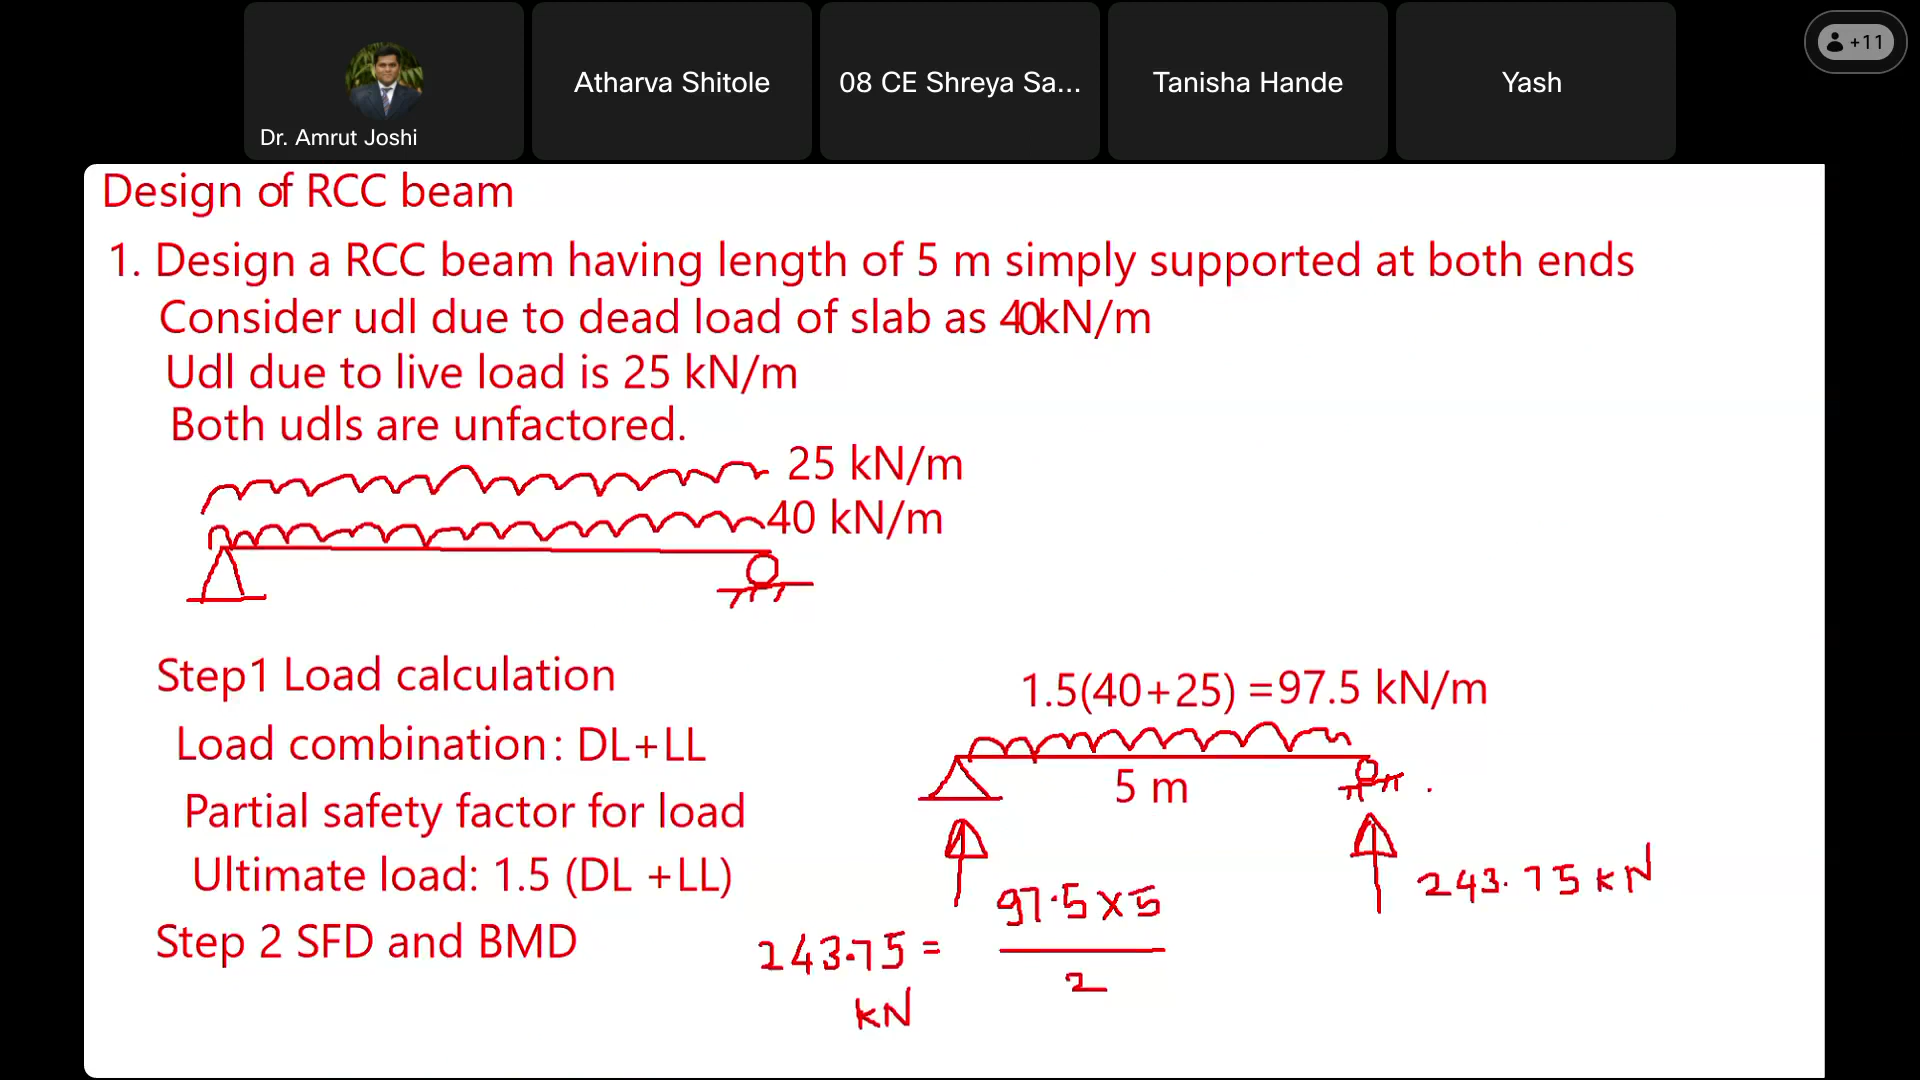 Atharva Shitole
08 CE Shreya Sa...
Tanisha Hande
Yash
+11
Dr. Amrut Joshi
Design of RCC beam
1. Design a RCC beam having length of 5 m simply supported at both ends
Consider udl due to dead load of slab as 40kN/m
Udl due to live load is 25 kN/m
Both udls are unfactored.
25 kN/m
40 kN/m
Step1 Load calculation
1.5(40+25) =97.5 kN/m
Load combination: DL+LL
5 m
Partial safety factor for load
Ultimate load: 1.5 (DL +LL)
243.75 kN
Step 2 SFD and BMD
243.75 kN = 97.5 x 5
2